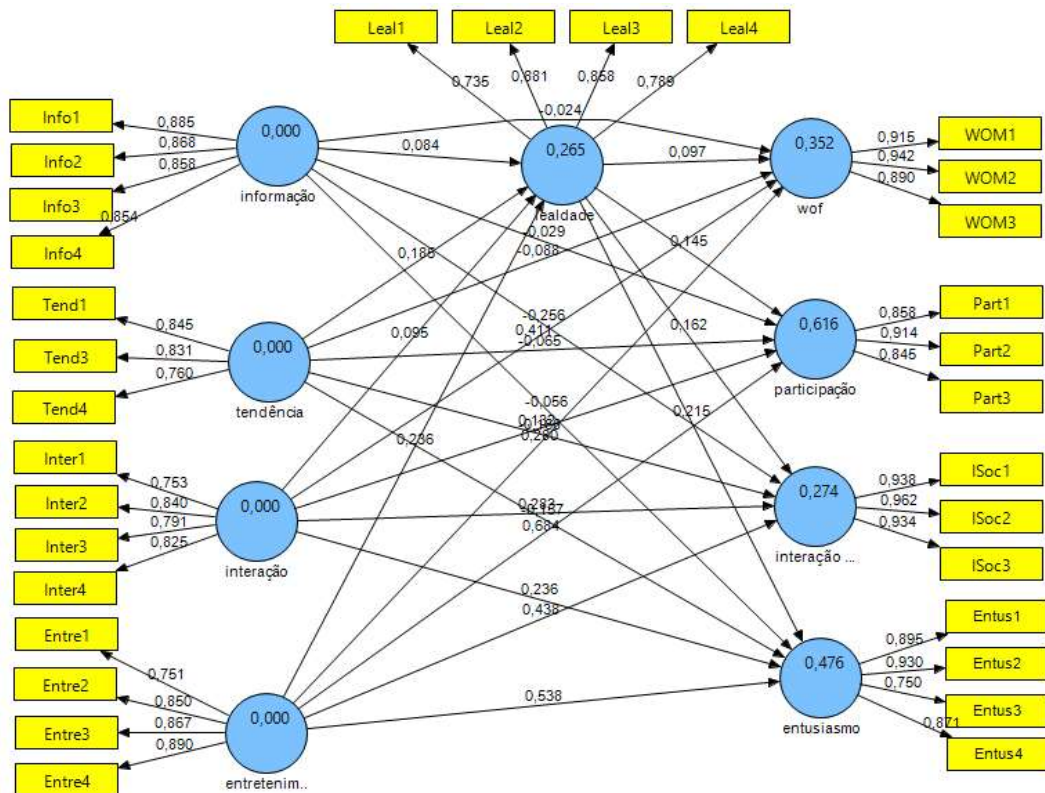 Leal1 Leal2 Leal3 Leal4
0,735 0,881 0,858 0,789
Info1
0,885
Info2
0,868
Info3
0,858
Info4
0,854
0,000
informação
-0,024
0,084
0,265
lealdade
0,097
0,352
wof
0,915
WOM1
0,942
WOM2
0,890
WOM3
-0,029
-0,088
0,145
0,185
Tend1
0,845
Tend3
0,831
Tend4
0,760
0,000
tendência
0,095
-0,256
0,411
-0,065
0,162
0,616
participação
0,858
Part1
0,914
Part2
0,845
Part3
-0,056
0,215
0,236
Inter1
0,753
Inter2
0,840
Inter3
0,791
Inter4
0,825
0,000
interação
0,684
0,274
interação ...
0,938
ISoc1
0,962
ISoc2
0,934
ISoc3
0,236
0,438
Entre1
0,751
Entre2
0,850
Entre3
0,867
Entre4
0,890
0,000
entretenim..
0,538
0,476
entusiasmo
0,895
Entus1
0,930
Entus2
0,750
Entus3
0,871
Entus4